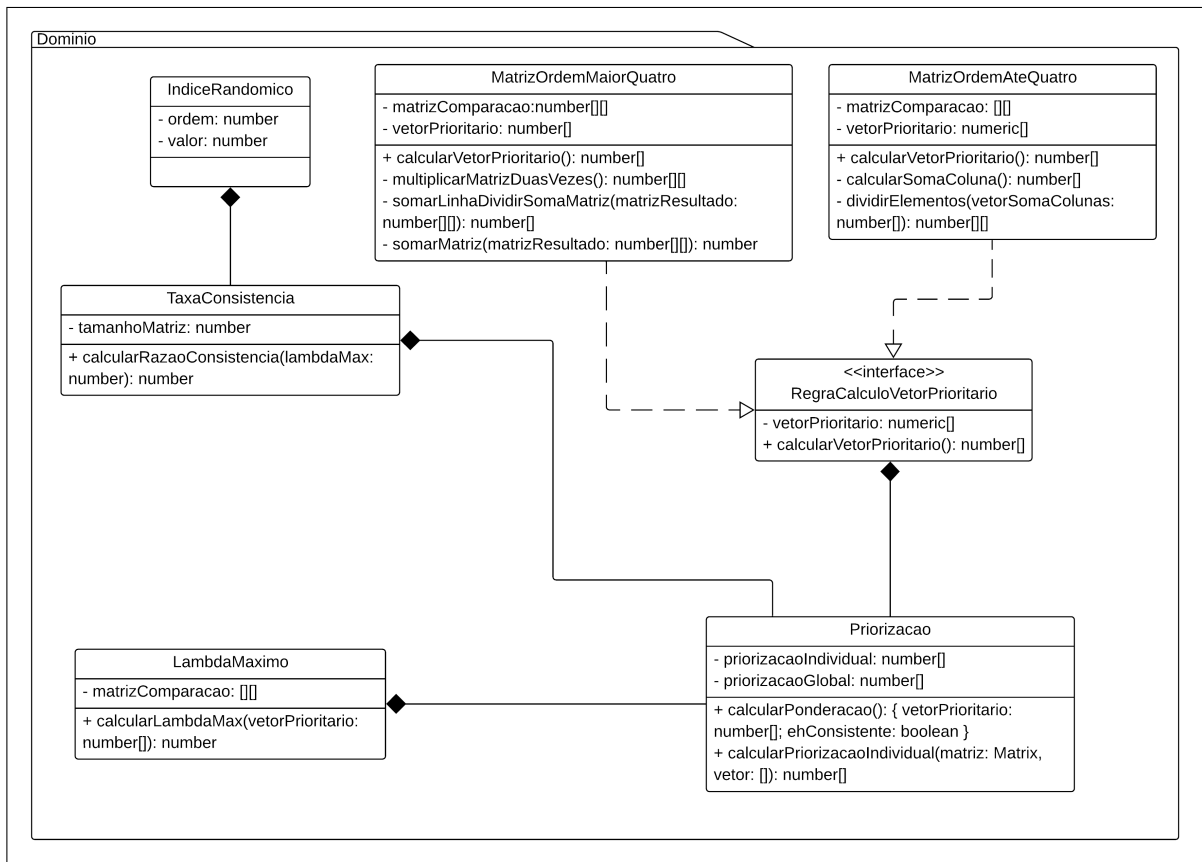 Dominio
IndiceRandomico
- ordem: number
- valor: number
MatrizOrdemMaiorQuatro
- matrizComparacao:number[][]
- vetorPrioritario: number[]
+ calcularVetorPrioritario(): number[]
- multiplicarMatrizDuasVezes(): number[][]
- somarLinhaDividirSomaMatriz(matrizResultado:
number[][]): number[]
- somarMatriz(matrizResultado: number[][]): number
MatrizOrdemAteQuatro
- matrizComparacao: [][]
- vetorPrioritario: numeric[]
+ calcularVetorPrioritario(): number[]
- calcularSomaColuna(): number[]
- dividirElementos(vetorSomaColunas:
number[]): number[][]
TaxaConsistencia
- tamanhoMatriz: number
+ calcularRazaoConsistencia(lambdaMax:
number): number
<<interface>>
RegraCalculoVetorPrioritario
- vetorPrioritario: numeric[]
+ calcularVetorPrioritario(): number[]
LambdaMaximo
- matrizComparacao: [][]
+ calcularLambdaMax(vetorPrioritario:
number[]): number
Priorizacao
- priorizacaoIndividual: number[]
- priorizacaoGlobal: number[]
+ calcularPonderacao(): { vetorPrioritario:
number[]; ehConsistente: boolean }
+ calcularPriorizacaoIndividual(matriz: Matrix,
vetor: []): number[]